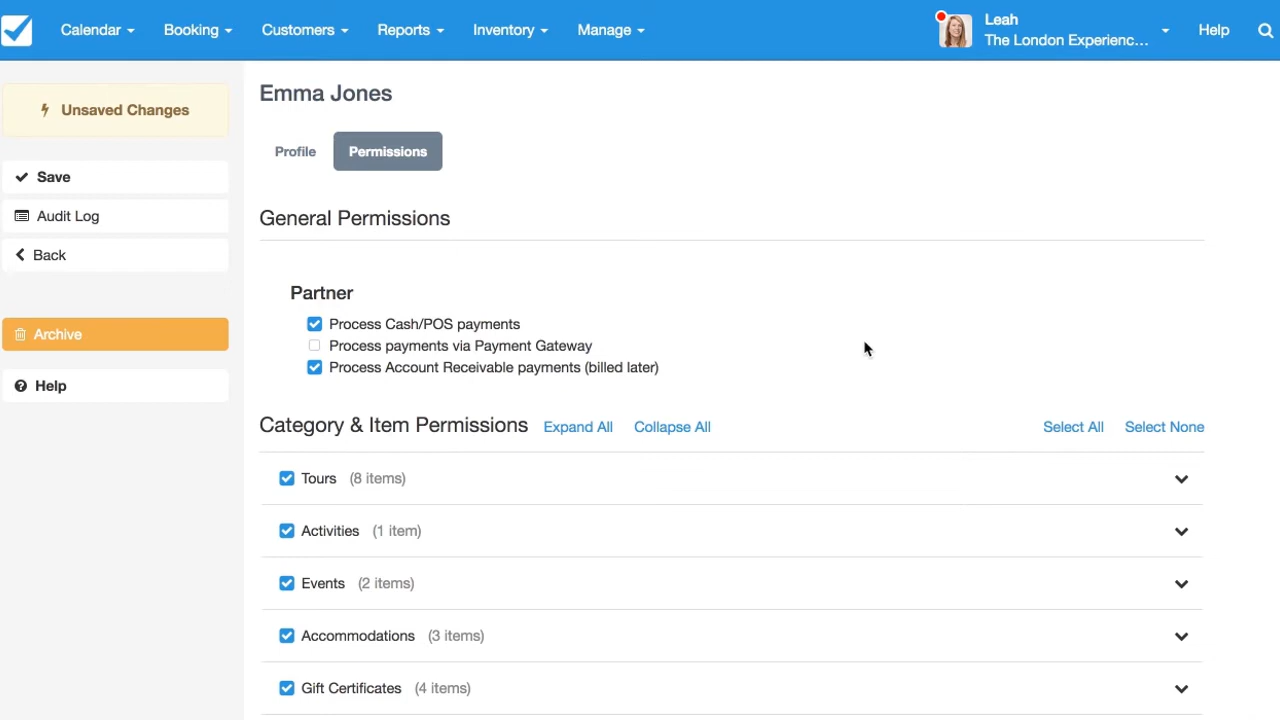 Calendar Booking Customers Reports Inventory Manage Leah Help
The London Experienc...
Unsaved Changes
Save
Audit Log
Back
Archive
Help
Emma Jones
Profile Permissions
General Permissions
Partner
Process Cash/POS payments
Process payments via Payment Gateway
Process Account Receivable payments (billed later)
Category & Item Permissions Expand All Collapse All Select All Select None
Tours (8 items)
Activities (1 item)
Events (2 items)
Accommodations (3 items)
Gift Certificates (4 items)